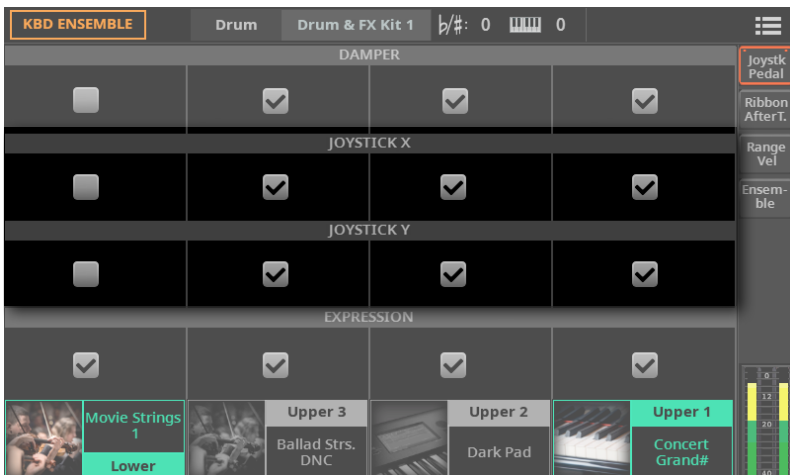 KBD ENSEMBLE Drum Drum & FX Kit 1 ♭/#: 0 0
DAMPER
Joystk
Pedal
Ribbon
AfterT.
JOYSTICK X
Range
Vel
Ensem-
ble
JOYSTICK Y
EXPRESSION
0
12
20
40
Movie Strings
1
Lower
Upper 3
Ballad Strs.
DNC
Upper 2
Dark Pad
Upper 1
Concert
Grand#